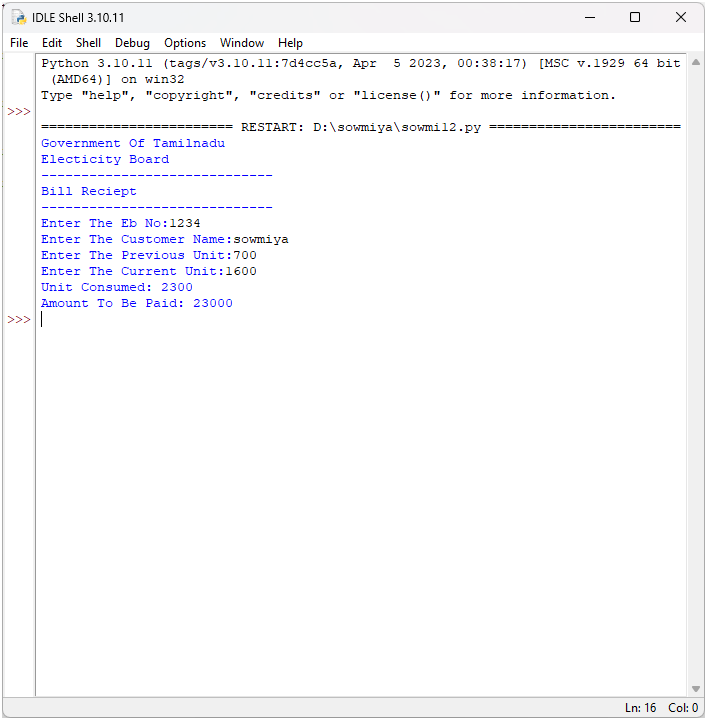 IDLE Shell 3.10.11
File Edit Shell Debug Options Window Help
Python 3.10.11 (tags/v3.10.11:7d4cc5a, Apr  5 2023, 00:38:17) [MSC v.1929 64 bit
 (AMD64)] on win32
Type "help", "copyright", "credits" or "license()" for more information.
>>>
======================== RESTART: D:\sowmiya\sowmi12.py ========================
Government Of Tamilnadu
Electicity Board
-----------------------------
Bill Reciept
-----------------------------
Enter The Eb No:1234
Enter The Customer Name:sowmiya
Enter The Previous Unit:700
Enter The Current Unit:1600
Unit Consumed: 2300
Amount To Be Paid: 23000
>>>
Ln: 16 Col: 0